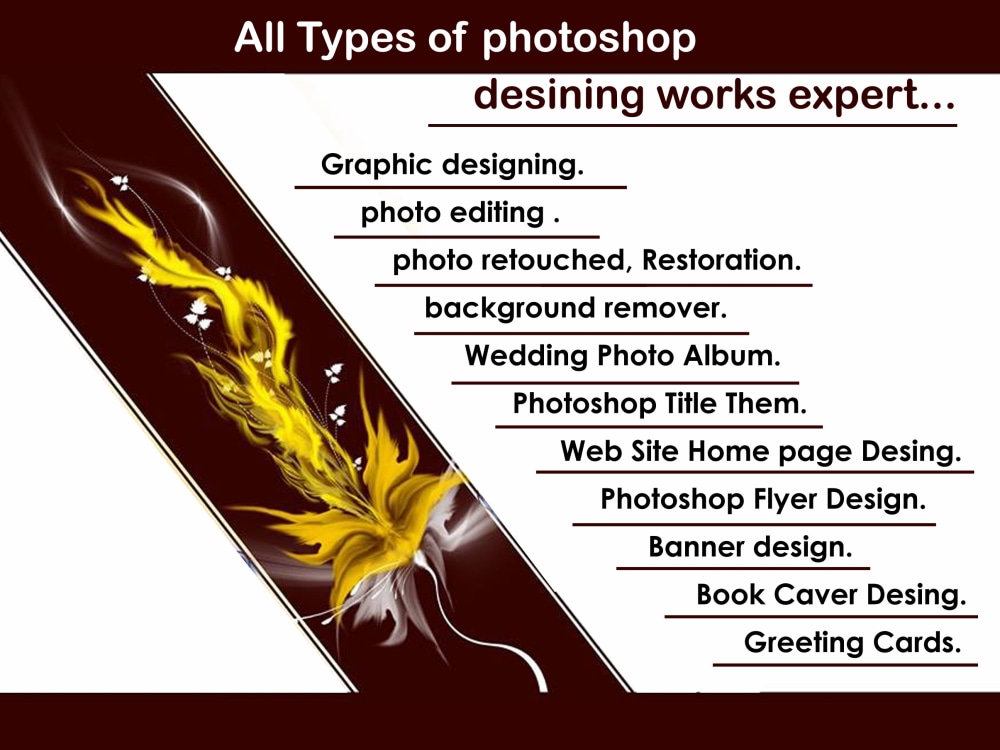 All Types of photoshop
desining works expert...
Graphic designing.
photo editing .
photo retouched, Restoration.
background remover.
Wedding Photo Album.
Photoshop Title Them.
Web Site Home page Desing.
Photoshop Flyer Design.
Banner design.
Book Caver Desing.
Greeting Cards.